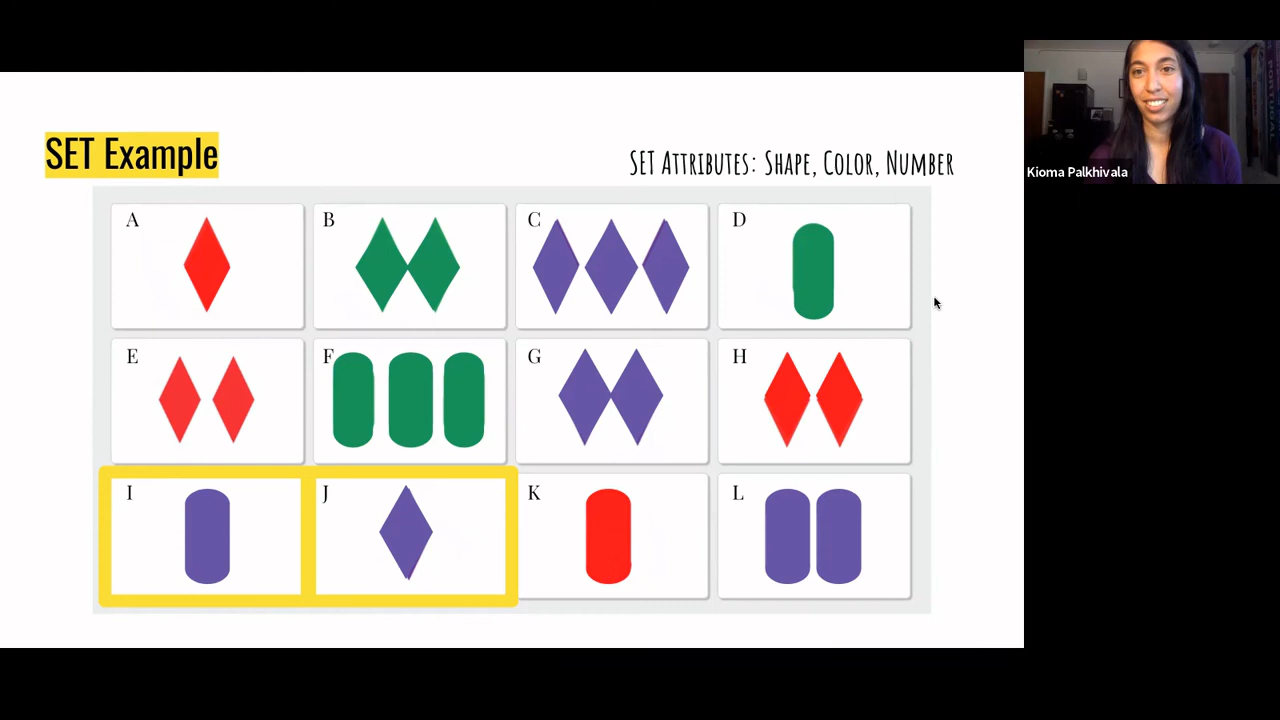 SET Example
SET Attributes: Shape, Color, Number
A
B
C
D
E
F
G
H
I
J
K
L
Kioma Palkhivala